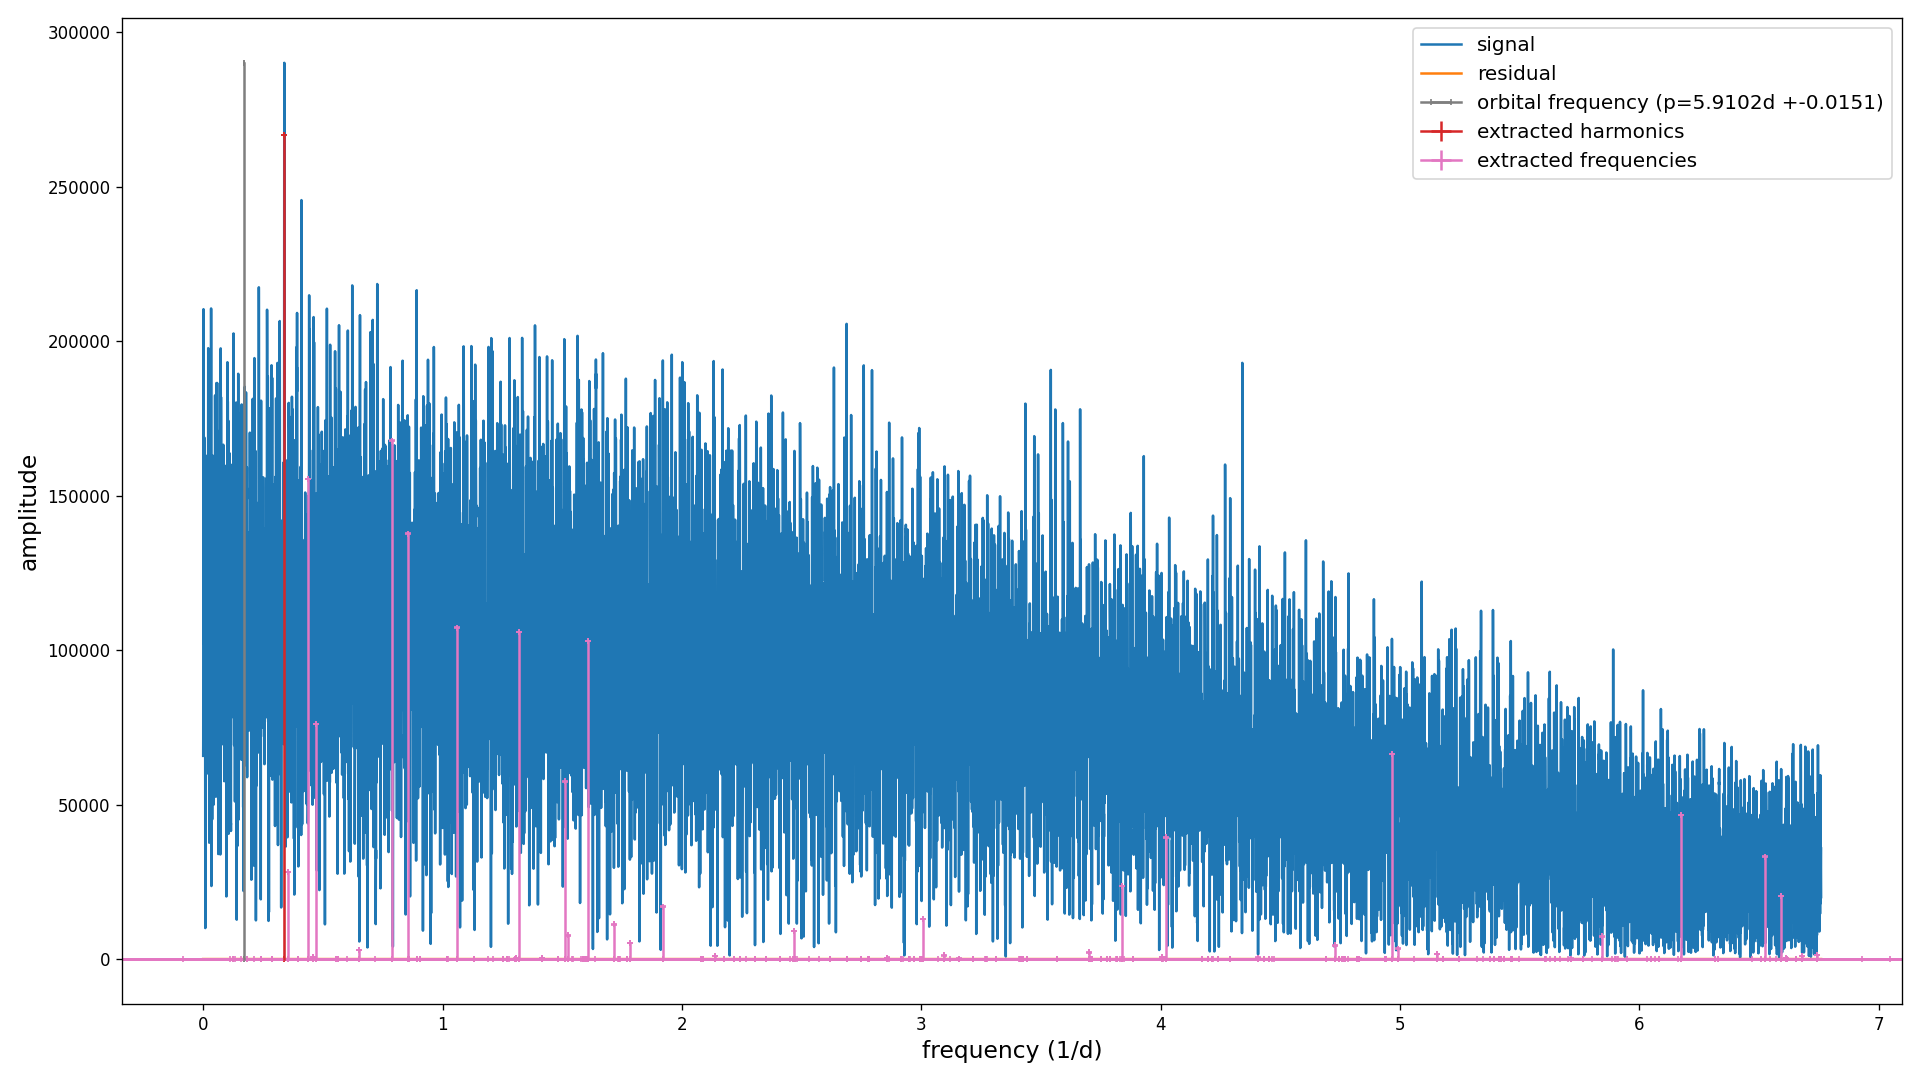 300000
250000
200000
150000
100000
50000
0
amplitude
0 1 2 3 4 5 6 7
frequency (1/d)
signal
residual
orbital frequency (p=5.9102d +-0.0151)
extracted harmonics
extracted frequencies